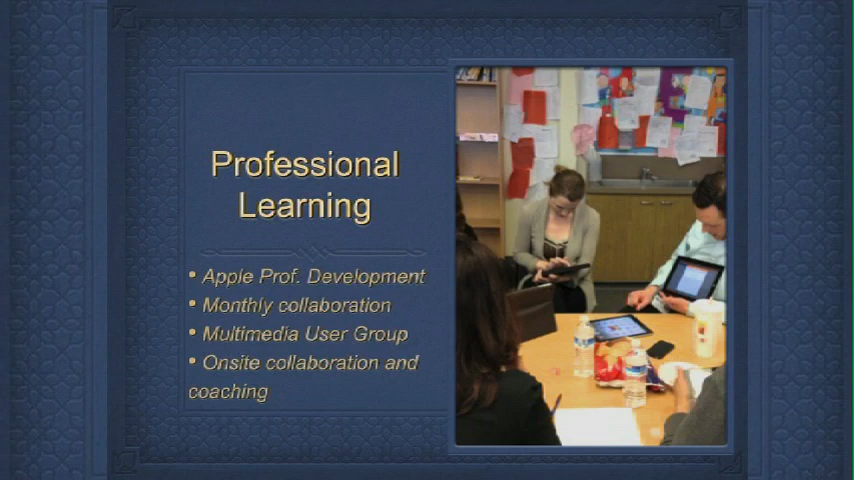 Professional
Learning
• Apple Prof. Development
• Monthly collaboration
• Multimedia User Group
• Onsite collaboration and
coaching